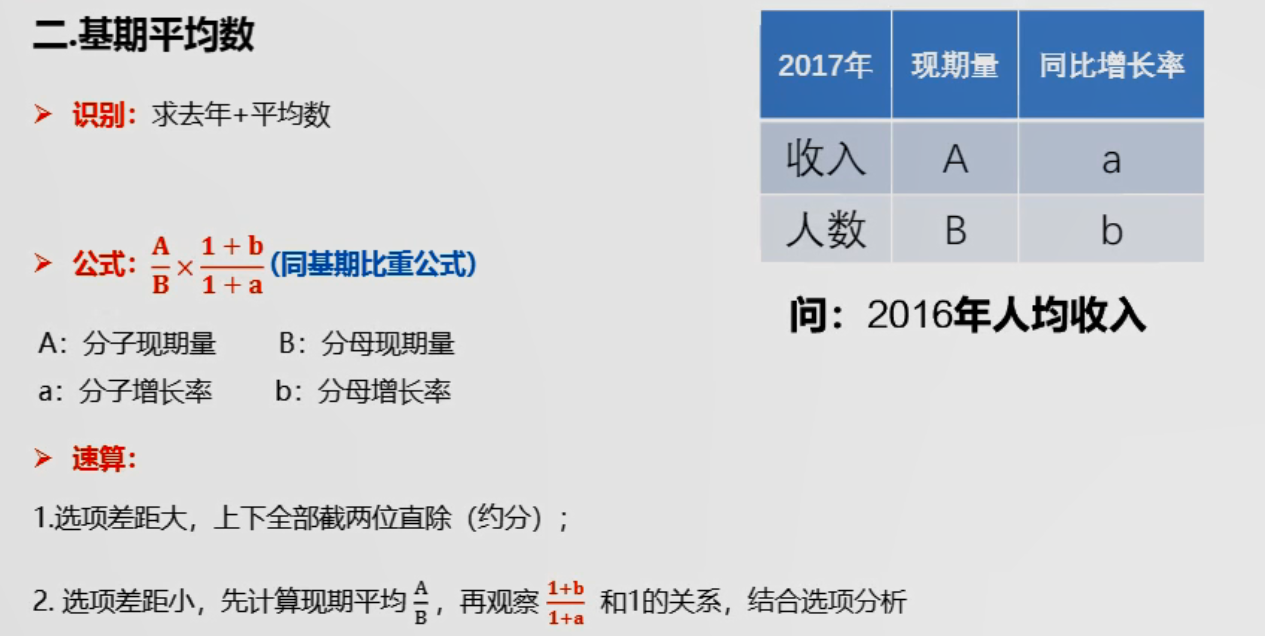 二.基期平均数
识别：求去年+平均数
公式：A/B×(1+b)/(1+a)(同基期比重公式)
A：分子现期量 B：分母现期量
a：分子增长率 b：分母增长率
速算：
1.选项差距大，上下全部截两位直除（约分）；
2. 选项差距小，先计算现期平均A/B，再观察(1+b)/(1+a)和1的关系，结合选项分析
2017年 现期量 同比增长率
收入 A a
人数 B b
问：2016年人均收入